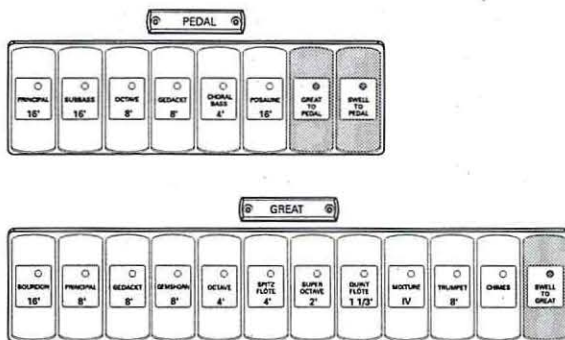 PEDAL
PRINCIPAL
16'
SUBBASS
16'
OCTAVE
8'
GEDACKT
8'
CHORAL
BASS
4'
POSAUNE
16'
GREAT
TO
PEDAL
SWELL
TO
PEDAL
GREAT
BOURDON
16'
PRINCIPAL
8'
GEDACKT
8'
GEMSHORN
8'
OCTAVE
4'
SPITZ
FLÖTE
4'
SUPER
OCTAVE
2'
QUINT
FLÖTE
1 1/3'
MIXTURE
IV
TRUMPET
8'
CHIMES
SWELL
TO
GREAT